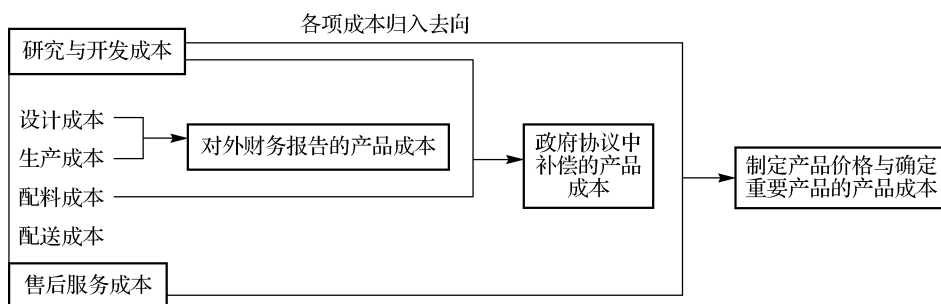 各项成本归入去向
研究与开发成本
设计成本
生产成本
配料成本
配送成本
售后服务成本
对外财务报告的产品成本
政府协议中
补偿的产品
成本
制定产品价格与确定
重要产品的产品成本